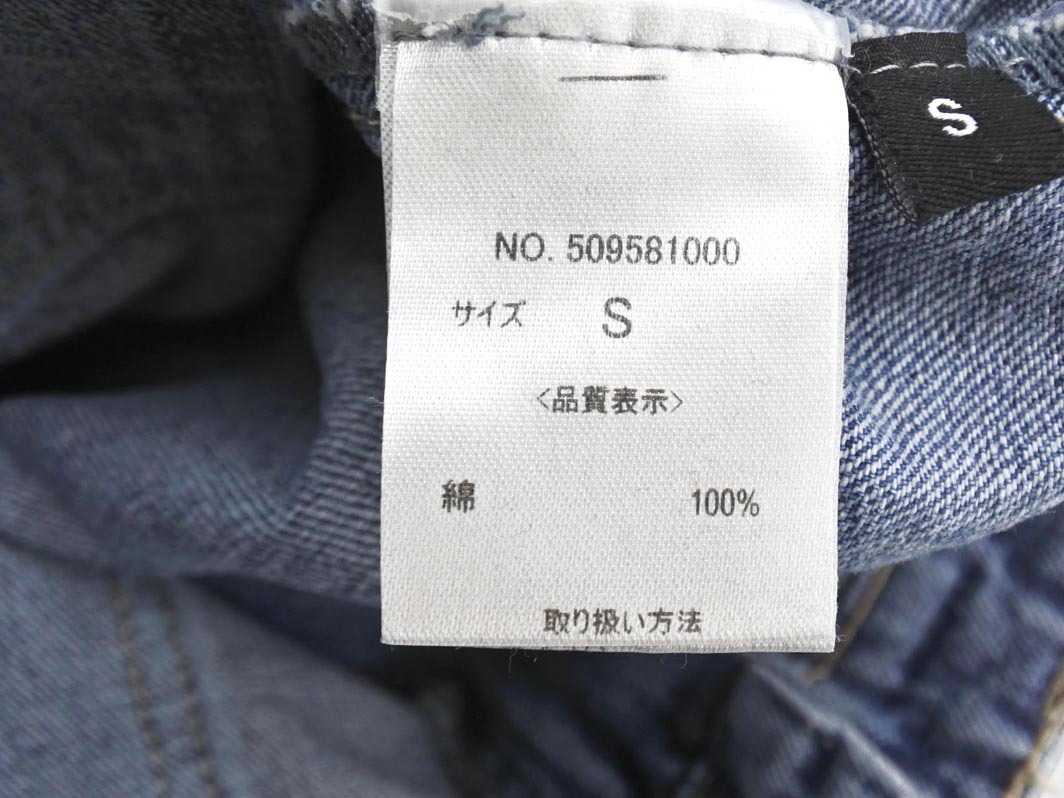 S
NO. 509581000
サイズ S
<品質表示>
綿 100%
取り扱い方法